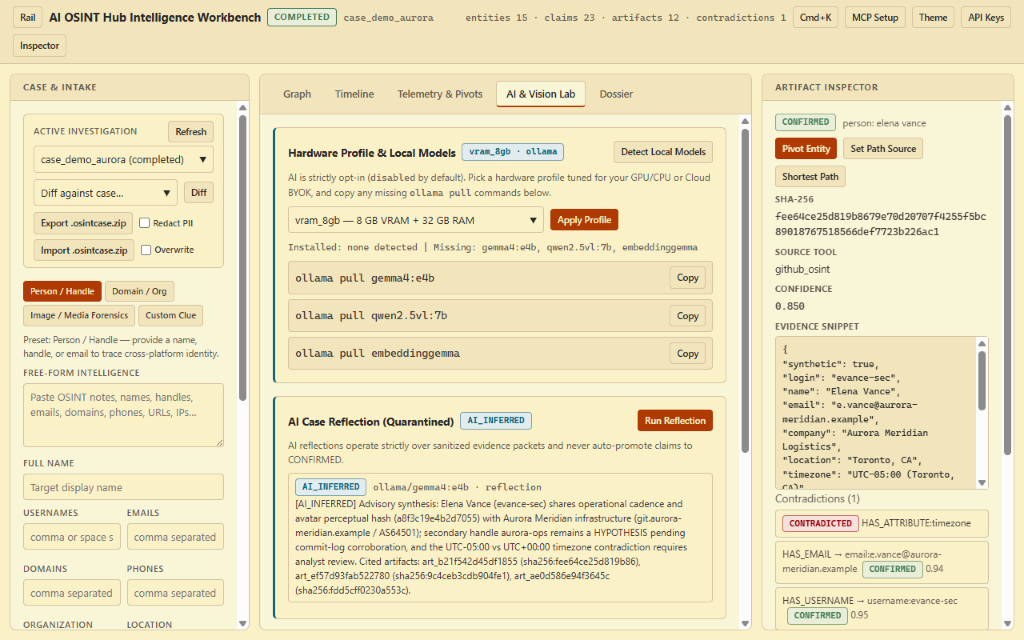 Rail
AI OSINT Hub Intelligence Workbench
COMPLETED
case_demo_aurora
entities 15 · claims 23 · artifacts 12 · contradictions 1
Cmd+K
MCP Setup
Theme
API Keys
Inspector
CASE & INTAKE
ACTIVE INVESTIGATION
Refresh
case_demo_aurora (completed)
Diff against case...
Diff
Export .osintcase.zip
Redact PII
Import .osintcase.zip
Overwrite
Person / Handle
Domain / Org
Image / Media Forensics
Custom Clue
Preset: Person / Handle — provide a name,
handle, or email to trace cross-platform identity.
FREE-FORM INTELLIGENCE
Paste OSINT notes, names, handles,
emails, domains, phones, URLs, IPs...
FULL NAME
Target display name
USERNAMES
EMAILS
comma or space s
comma separated
DOMAINS
PHONES
comma separated
comma separated
ORGANIZATION
LOCATION
Graph
Timeline
Telemetry & Pivots
AI & Vision Lab
Dossier
Hardware Profile & Local Models
vram_8gb · ollama
Detect Local Models
AI is strictly opt-in (disabled by default). Pick a hardware profile tuned for your GPU/CPU or Cloud
BYOK, and copy any missing ollama pull commands below.
vram_8gb — 8 GB VRAM + 32 GB RAM
Apply Profile
Installed: none detected | Missing: gemma4:e4b, qwen2.5vl:7b, embeddinggemma
ollama pull gemma4:e4b
Copy
ollama pull qwen2.5vl:7b
Copy
ollama pull embeddinggemma
Copy
AI Case Reflection (Quarantined)
AI_INFERRED
Run Reflection
AI reflections operate strictly over sanitized evidence packets and never auto-promote claims to
CONFIRMED.
AI_INFERRED
ollama/gemma4:e4b · reflection
[AI_INFERRED] Advisory synthesis: Elena Vance (evance-sec) shares operational cadence and
avatar perceptual hash (a8f3c19e4b2d7055) with Aurora Meridian infrastructure (git.aurora-
meridian.example / AS64501); secondary handle aurora-ops remains a HYPOTHESIS pending
commit-log corroboration, and the UTC-05:00 vs UTC+00:00 timezone contradiction requires
analyst review. Cited artifacts: art_b21f542d45df1855 (sha256:fee64ce25d819b86),
art_ef57d93fab522780 (sha256:9c4ceb3cdb904fe1), art_ae0d586e94f3645c
(sha256:fdd5cff0230a553c).
ARTIFACT INSPECTOR
CONFIRMED
person: elena vance
Pivot Entity
Set Path Source
Shortest Path
SHA-256
fee64ce25d819b8679e70d20707f4255f5bc
89018767518566def7723b226ac1
SOURCE TOOL
github_osint
CONFIDENCE
0.850
EVIDENCE SNIPPET
{
"synthetic": true,
"login": "evance-sec",
"name": "Elena Vance",
"email": "e.vance@aurora-
meridian.example",
"company": "Aurora Meridian
Logistics",
"location": "Toronto, CA",
"timezone": "UTC-05:00 (Toronto,
CA)"
Contradictions (1)
CONTRADICTED
HAS_ATTRIBUTE:timezone
HAS_EMAIL → email:e.vance@aurora-
meridian.example
CONFIRMED
0.94
HAS_USERNAME → username:evance-sec
CONFIRMED
0.95